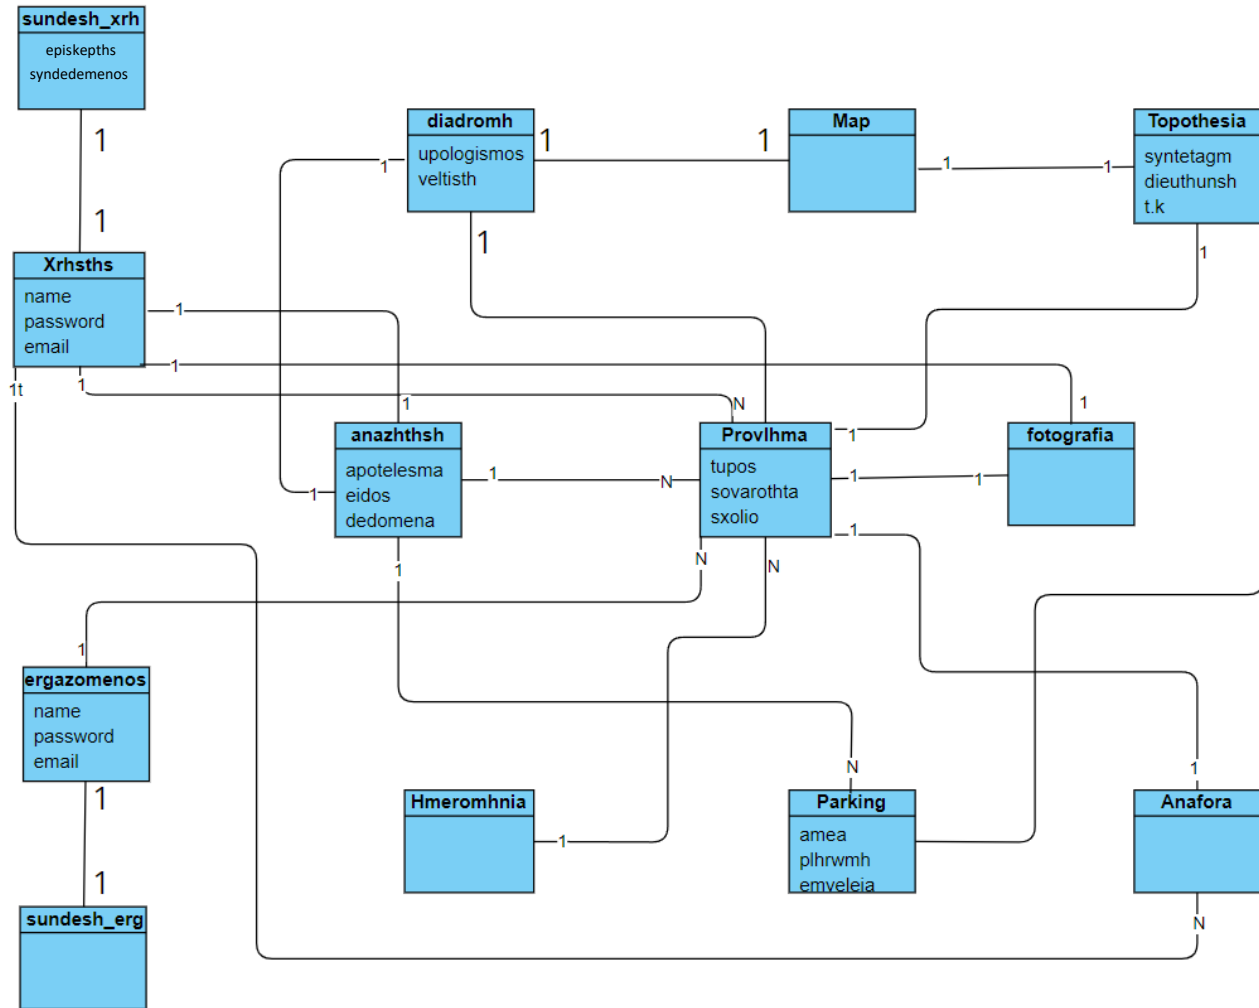 sundesh_xrh
episkepths
syndedemenos
1
1
Xrhsths
name
password
email
1t
1
1
1
diadromh
upologismos
veltisth
1
1
1
1
Map
1
1
Topothesia
syntetagm
dieuthunsh
t.k
1
1
anazhthsh
apotelesma
eidos
dedomena
1
1
N
1
N
Provlhma
tupos
sovarothta
sxolio
1
1
1
1
1
fotografia
N
N
1
ergazomenos
name
password
email
1
1
sundesh_erg
Hmeromhnia
1
N
Parking
amea
plhrwmh
emveleia
1
Anafora
N